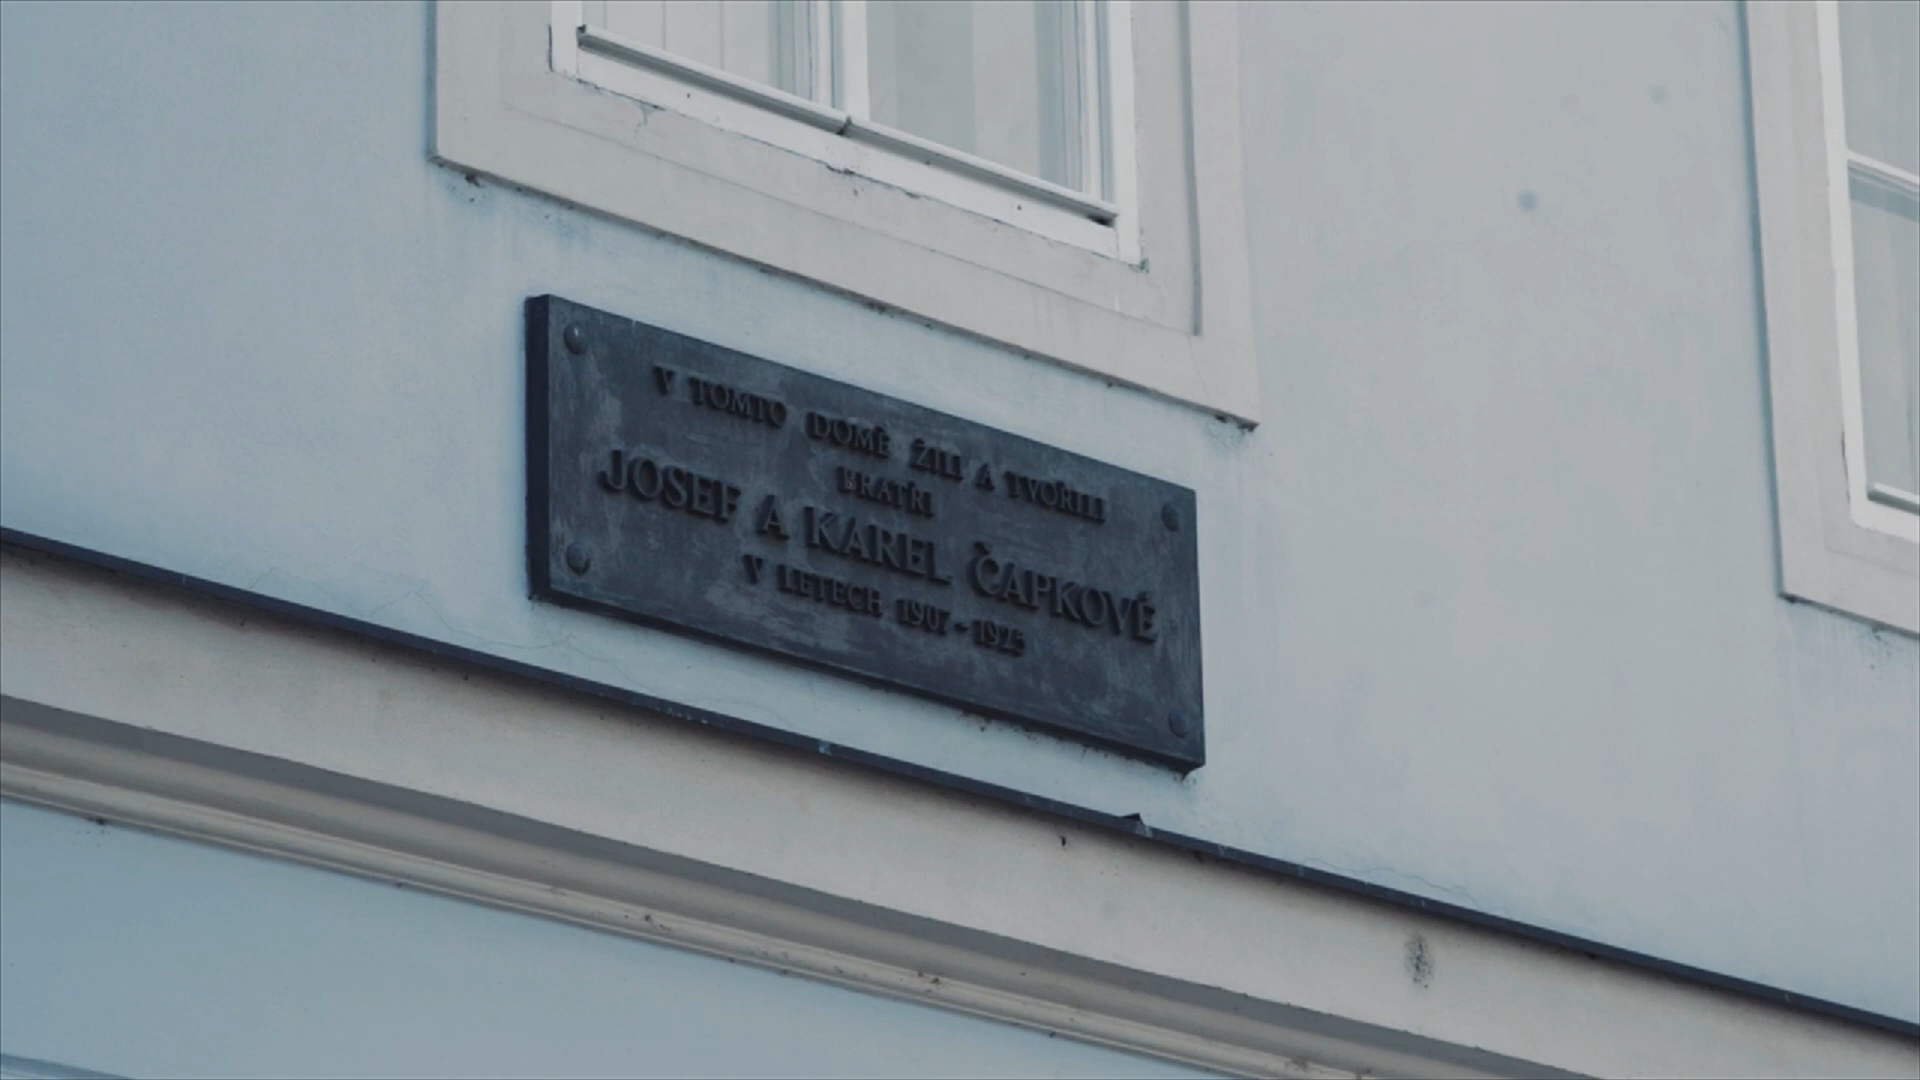 V TOMTO DOMĚ ŽILI A TVOŘILI
BRATŘI
JOSEF A KAREL ČAPKOVÉ
V LETECH 1907-1925